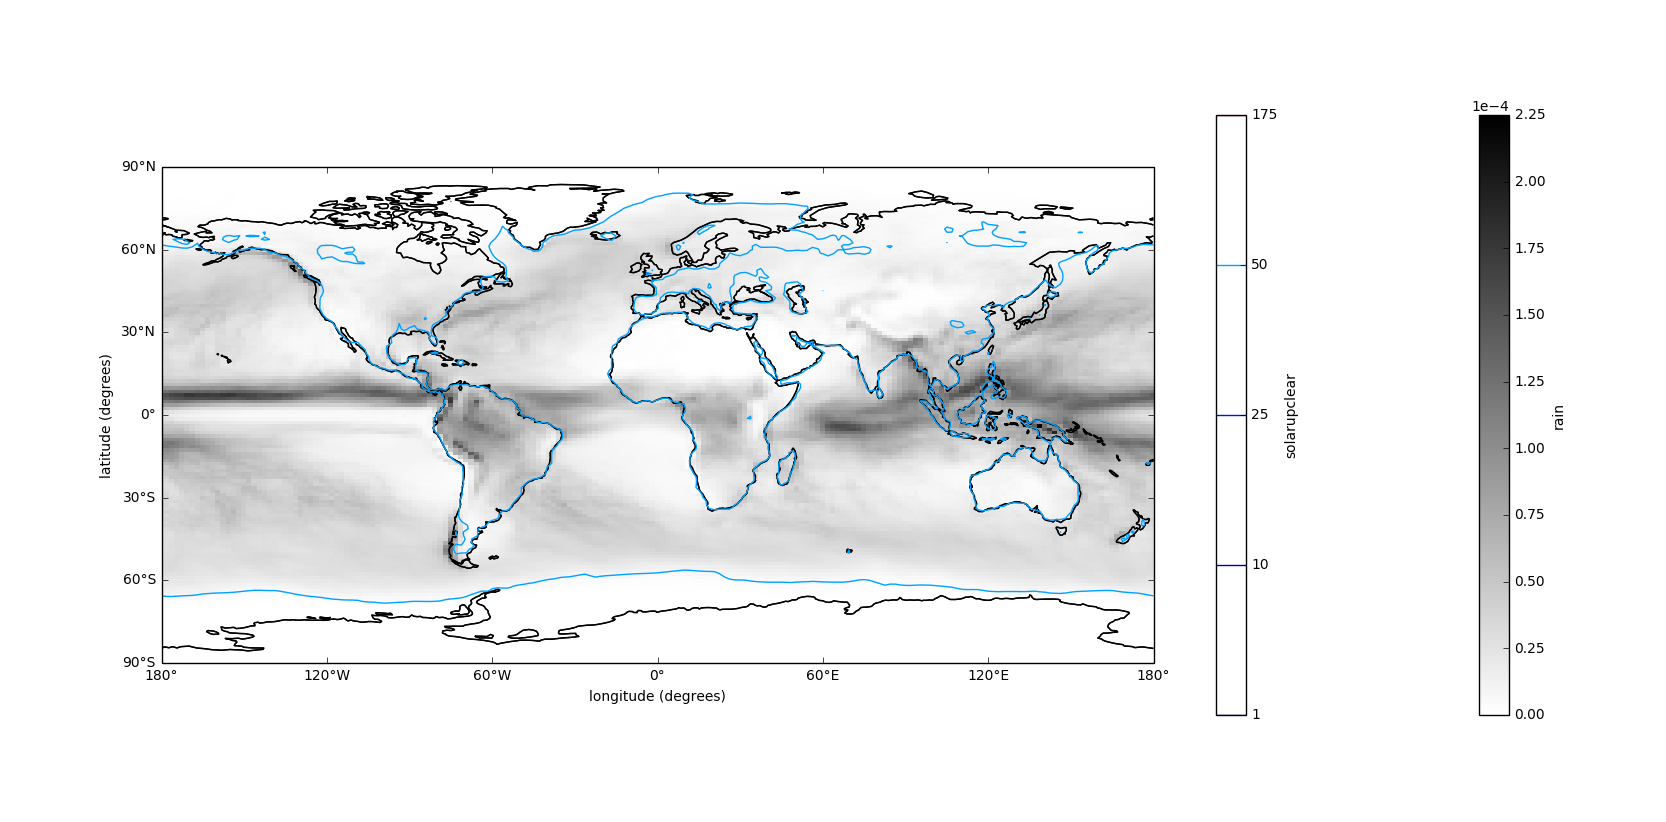 1e−4
175
2.25
90°N
2.00
60°N
50
1.75
30°N
1.50
latitude (degrees)
solarupclear
rain
1.25
0°
25
1.00
30°S
0.75
60°S
10
0.50
0.25
90°S
180°
120°W
60°W
0°
60°E
120°E
180°
longitude (degrees)
1
0.00